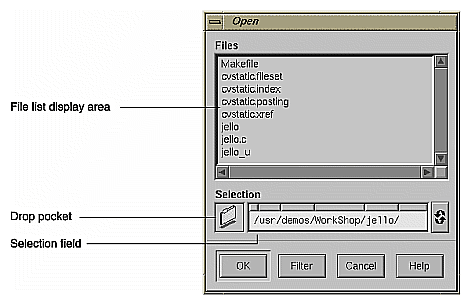 Open
Files
Makefile
cvstatic.fileset
cvstatic.index
cvstatic.posting
cvstatic.xref
jello
jello.c
jello_u
File list display area
Selection
Drop pocket
/usr/demos/WorkShop/jello/
Selection field
OK
Filter
Cancel
Help